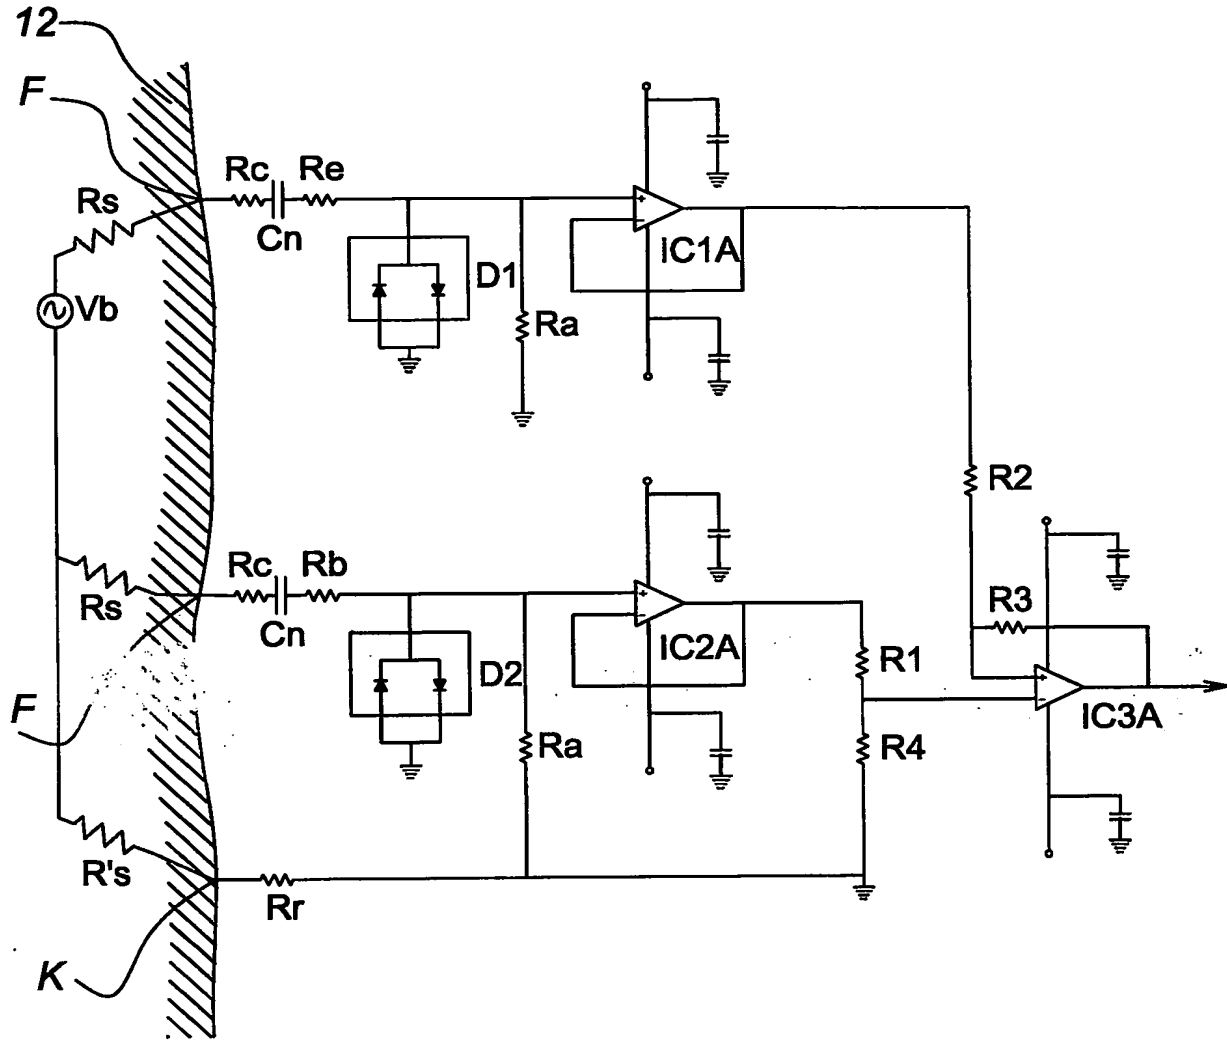 12
F
Rs
Rc
Re
Cn
Vb
D1
Ra
IC1A
R2
Rs
Rc
Rb
Cn
F
D2
Ra
IC2A
R1
R4
R3
IC3A
R's
Rr
K